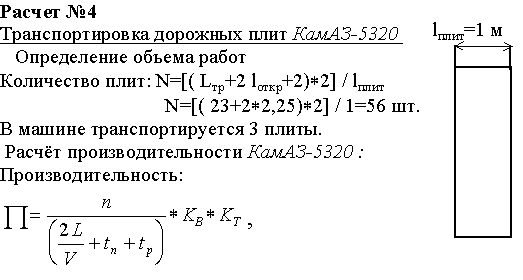 Расчет №4
Транспортировка дорожных плит КамАЗ-5320
lплит=1 м
Определение объема работ
Количество плит: N=[( Lтр+2 lоткр+2)*2] / lплит
N=[( 23+2*2,25)*2] / 1=56 шт.
В машине транспортируется 3 плиты.
Расчёт производительности КамАЗ-5320 :
Производительность:
∏= n / (2 L / V + tп + tр) * KВ * KТ ,